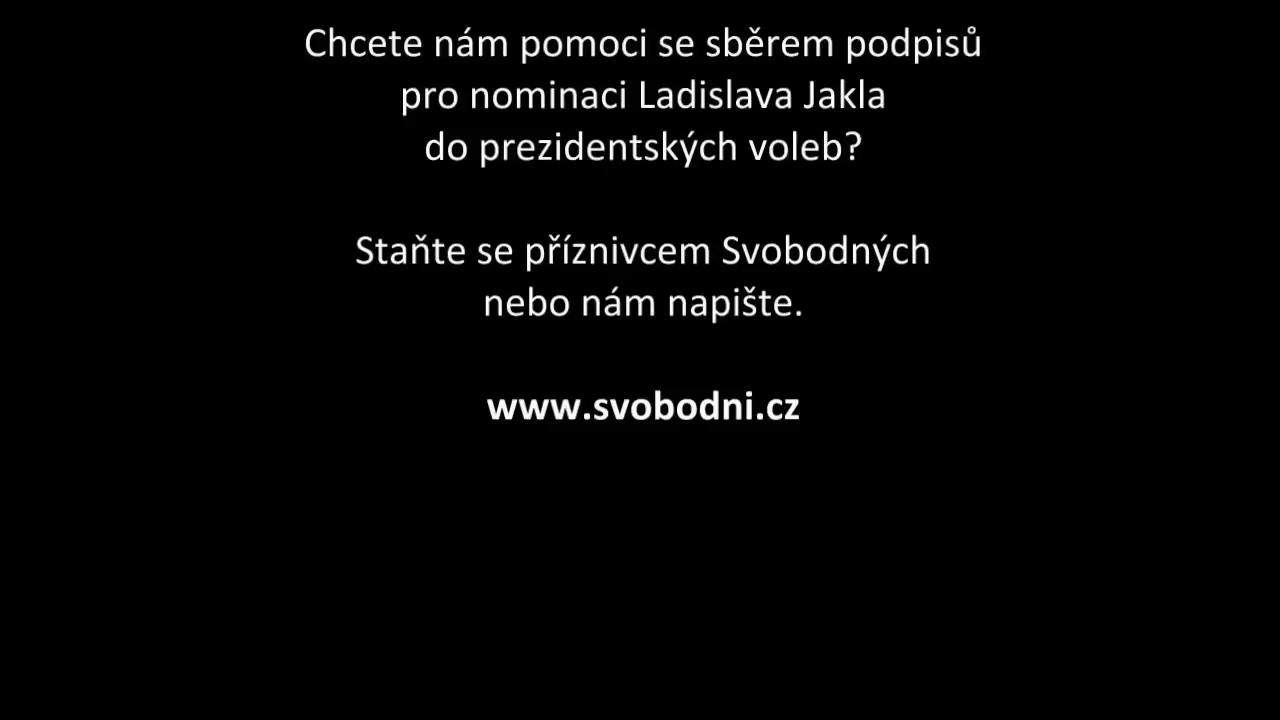 Chcete nám pomoci se sběrem podpisů
pro nominaci Ladislava Jakla
do prezidentských voleb?
Staňte se příznivcem Svobodných
nebo nám napište.
www.svobodni.cz